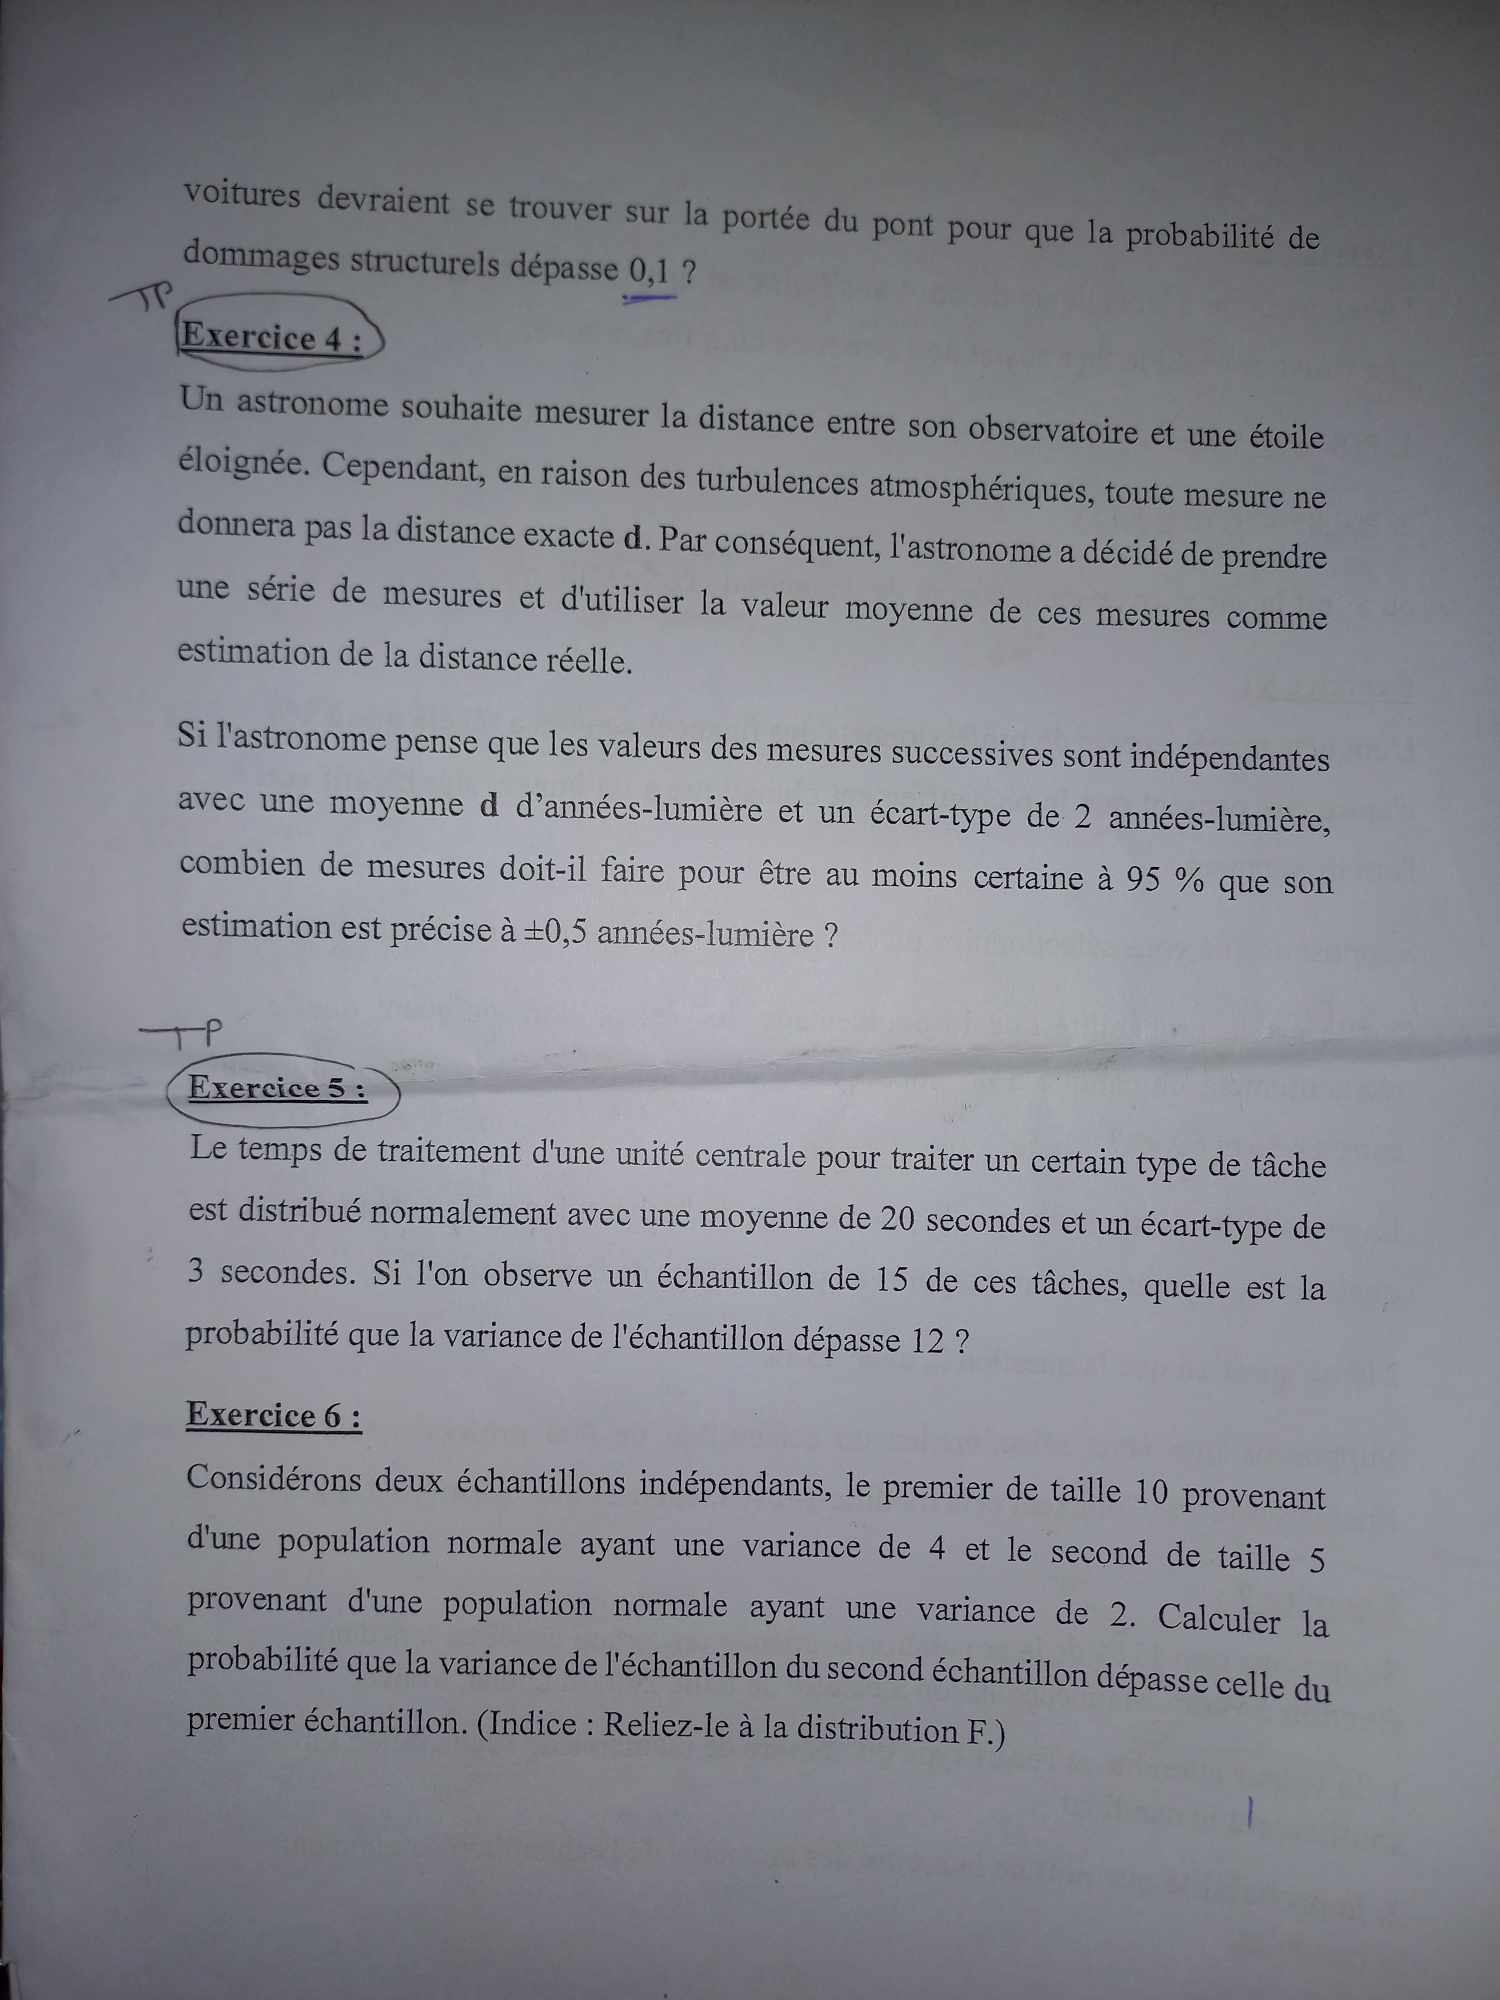 voitures devraient se trouver sur la portée du pont pour que la probabilité de
dommages structurels dépasse 0,1 ?
TP
Exercice 4 :
Un astronome souhaite mesurer la distance entre son observatoire et une étoile
éloignée. Cependant, en raison des turbulences atmosphériques, toute mesure ne
donnera pas la distance exacte d. Par conséquent, l'astronome a décidé de prendre
une série de mesures et d'utiliser la valeur moyenne de ces mesures comme
estimation de la distance réelle.
Si l'astronome pense que les valeurs des mesures successives sont indépendantes
avec une moyenne d d’années-lumière et un écart-type de 2 années-lumière,
combien de mesures doit-il faire pour être au moins certaine à 95 % que son
estimation est précise à ±0,5 années-lumière ?
TP
Exercice 5 :
Le temps de traitement d'une unité centrale pour traiter un certain type de tâche
est distribué normalement avec une moyenne de 20 secondes et un écart-type de
3 secondes. Si l'on observe un échantillon de 15 de ces tâches, quelle est la
probabilité que la variance de l'échantillon dépasse 12 ?
Exercice 6 :
Considérons deux échantillons indépendants, le premier de taille 10 provenant
d'une population normale ayant une variance de 4 et le second de taille 5
provenant d'une population normale ayant une variance de 2. Calculer la
probabilité que la variance de l'échantillon du second échantillon dépasse celle du
premier échantillon. (Indice : Reliez-le à la distribution F.)